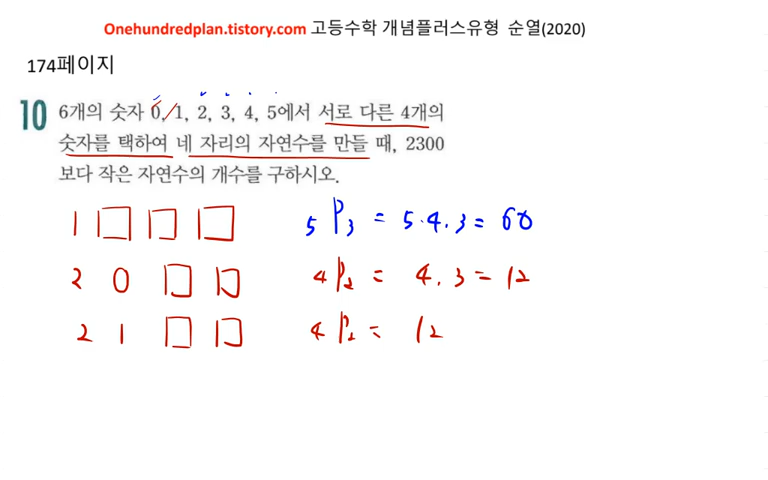 Onehundredplan.tistory.com 고등수학 개념플러스유형 순열(2020)
174페이지
10 6개의 숫자 0, 1, 2, 3, 4, 5에서 서로 다른 4개의
숫자를 택하여 네 자리의 자연수를 만들 때, 2300
보다 작은 자연수의 개수를 구하시오.
1 □ □ □ 5P3 = 5·4·3 = 60
2 0 □ □ 4P2 = 4·3 = 12
2 1 □ □ 4P2 = 12